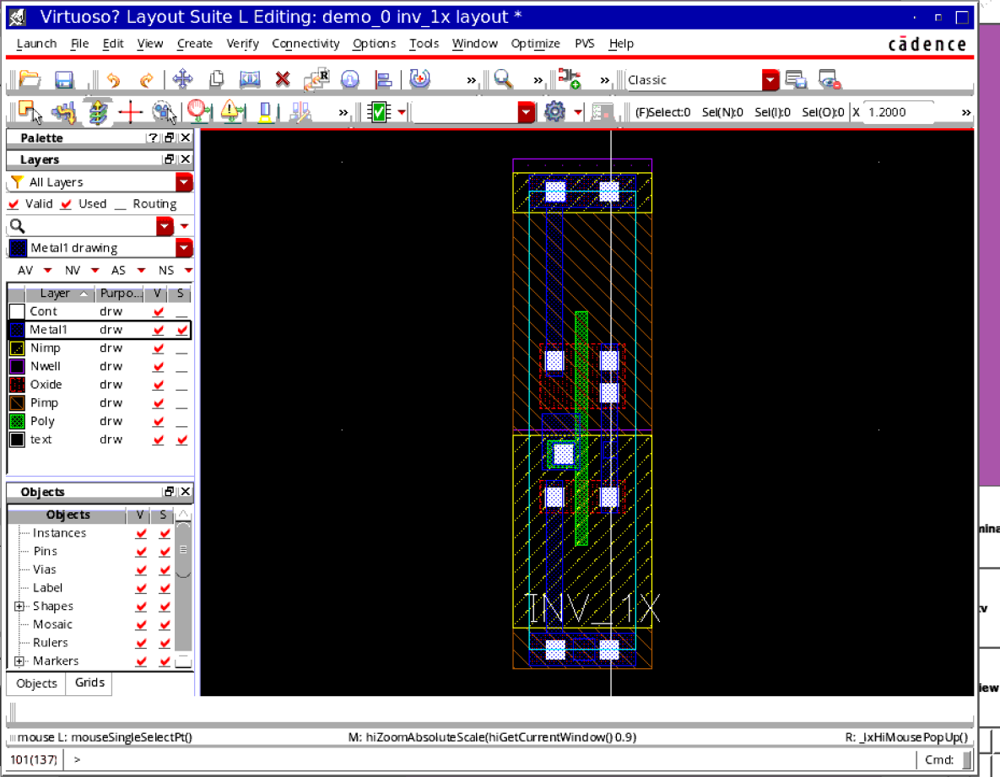 Virtuoso? Layout Suite L Editing: demo_0 inv_1x layout *
Launch File Edit View Create Verify Connectivity Options Tools Window Optimize PVS Help cādence
» » » Classic
» (F)Select:0 Sel(N):0 Sel(I):0 Sel(O):0 X 1.2000 »
Palette ?
Layers
All Layers
Valid Used Routing
Metal1 drawing
AV NV AS NS
Layer Purpo... V S
Cont drw
Metal1 drw
Nimp drw
Nwell drw
Oxide drw
Pimp drw
Poly drw
text drw
INV_1X
Objects
Objects V S
Instances
Pins
Vias
Label
Shapes
Mosaic
Rulers
Markers
Objects Grids
mouse L: mouseSingleSelectPt() M: hiZoomAbsoluteScale(hiGetCurrentWindow() 0.9) R: _lxHiMousePopUp()
101(137) > Cmd: